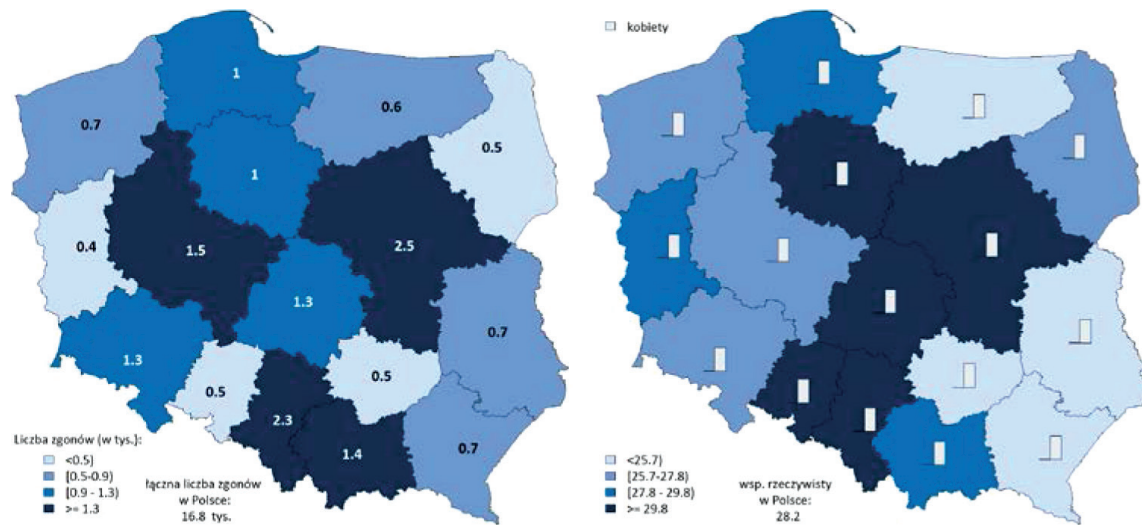 kobiety
1
0.6
0.7
0.5
1
0.4
1.5
2.5
1.3
0.7
1.3
0.5
0.5
2.3
1.4
0.7
Liczba zgonów (w tys.):
<0.5)
[0.5-0.9)
[0.9 - 1.3)
>= 1.3
łączna liczba zgonów
w Polsce:
16.8 tys.
<25.7)
[25.7-27.8)
[27.8 - 29.8)
>= 29.8
wsp. rzeczywisty
w Polsce:
28.2